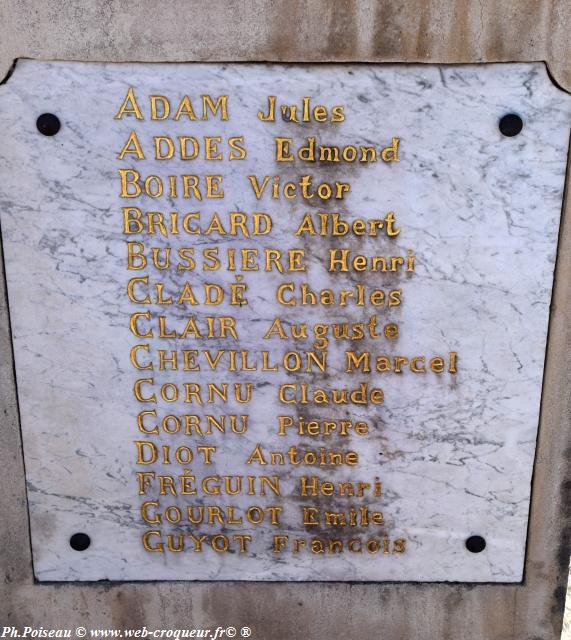 ADAM Jules
ADDES Edmond
BOIRE Victor
BRICARD Albert
BUSSIERE Henri
CLADÉ Charles
CLAIR Auguste
CHEVILLON Marcel
CORNU Claude
CORNU Pierre
DIOT Antoine
FRÉGUIN Henri
GOURLOT Emile
GUYOT Francois
Ph.Poiseau © www-web-croqueur.fr© ®